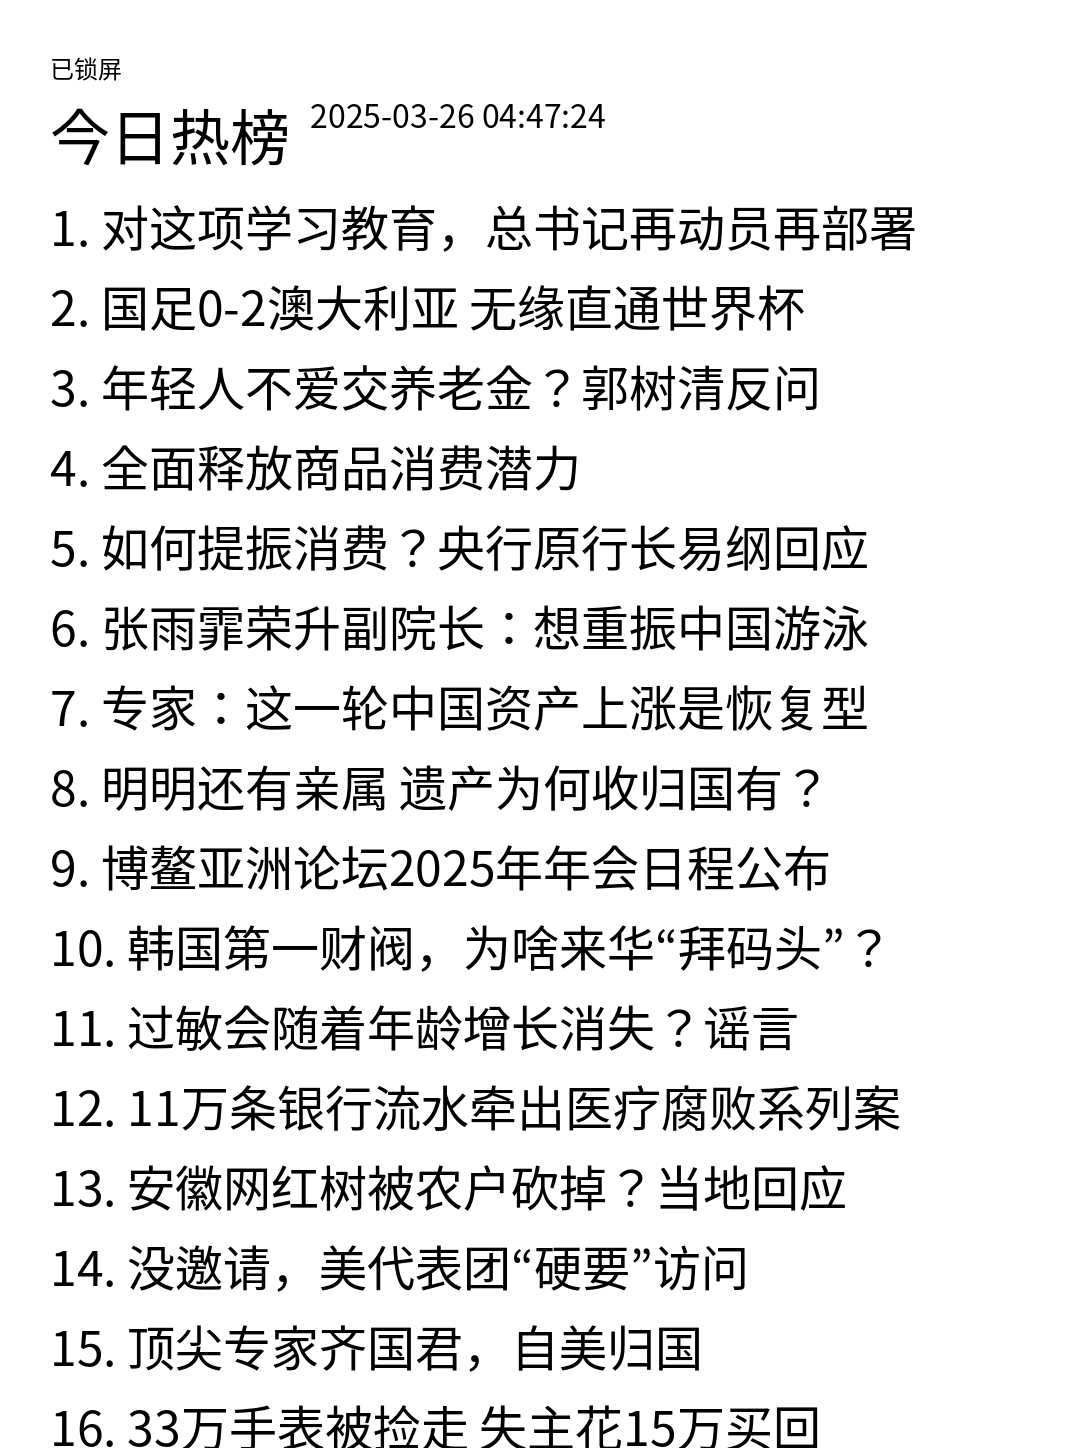 已锁屏
今日热榜 2025-03-26 04:47:24
1. 对这项学习教育，总书记再动员再部署
2. 国足0-2澳大利亚 无缘直通世界杯
3. 年轻人不爱交养老金？郭树清反问
4. 全面释放商品消费潜力
5. 如何提振消费？央行原行长易纲回应
6. 张雨霏荣升副院长：想重振中国游泳
7. 专家：这一轮中国资产上涨是恢复型
8. 明明还有亲属 遗产为何收归国有？
9. 博鳌亚洲论坛2025年年会日程公布
10. 韩国第一财阀，为啥来华“拜码头”？
11. 过敏会随着年龄增长消失？谣言
12. 11万条银行流水牵出医疗腐败系列案
13. 安徽网红树被农户砍掉？当地回应
14. 没邀请，美代表团“硬要”访问
15. 顶尖专家齐国君，自美归国
16. 33万手表被捡走 失主花15万买回